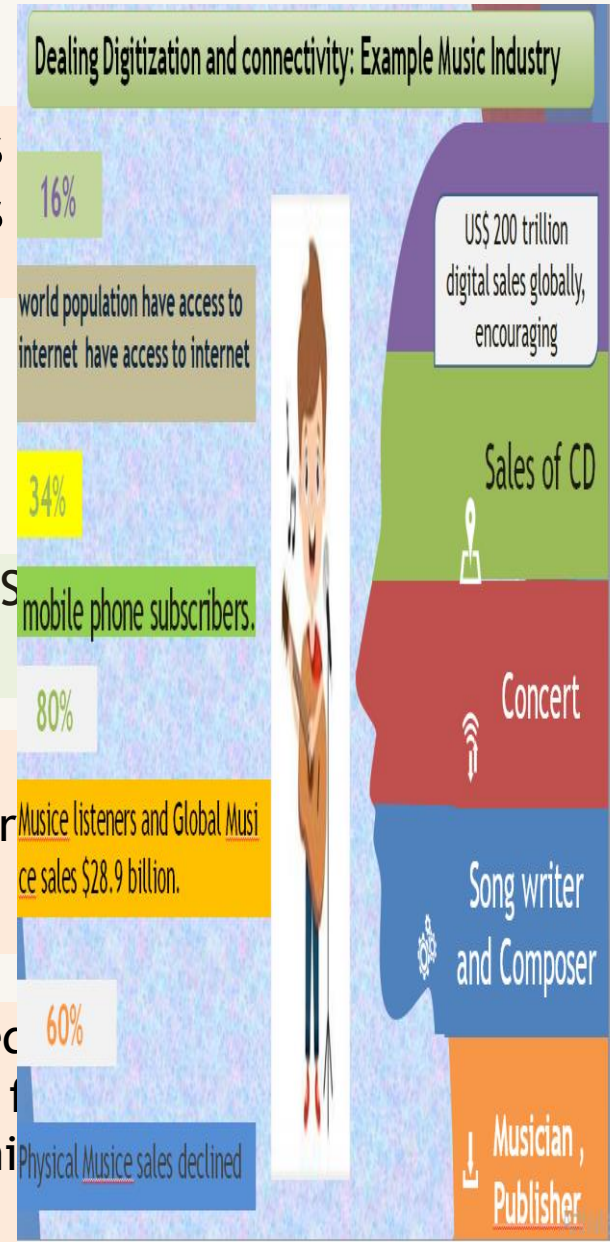 Dealing Digitization and connectivity: Example Music Industry
16%
world population have access to
internet have access to internet
34%
mobile phone subscribers.
80%
Musice listeners and Global Musi
ce sales $28.9 billion.
60%
Physical Musice sales declined
US$ 200 trillion
digital sales globally,
encouraging
Sales of CD
Concert
Song writer
and Composer
Musician ,
Publisher